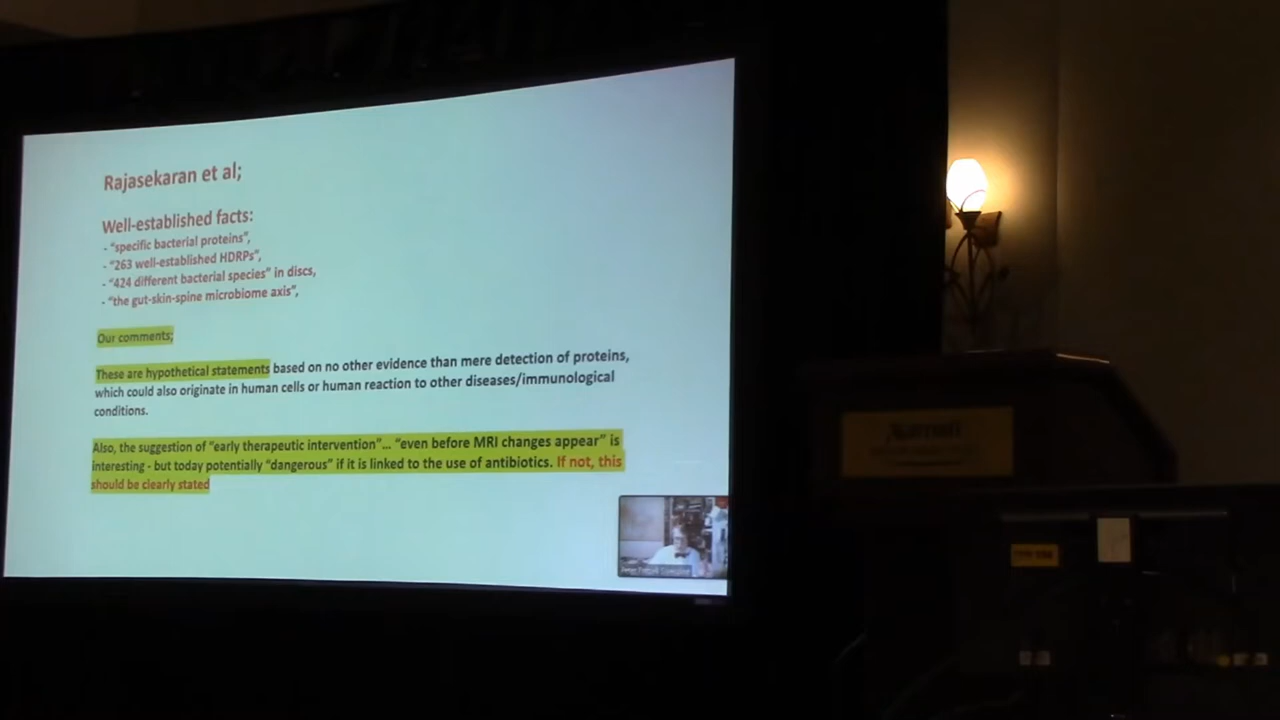 Rajasekaran et al;
Well-established facts:
- “specific bacterial proteins”,
- “263 well-established HDRPs”,
- “424 different bacterial species” in discs,
- “the gut-skin-spine microbiome axis”,
Our comments;
These are hypothetical statements based on no other evidence than mere detection of proteins,
which could also originate in human cells or human reaction to other diseases/immunological
conditions.
Also, the suggestion of “early therapeutic intervention”... “even before MRI changes appear” is
interesting - but today potentially “dangerous” if it is linked to the use of antibiotics. If not, this
should be clearly stated
Marriott